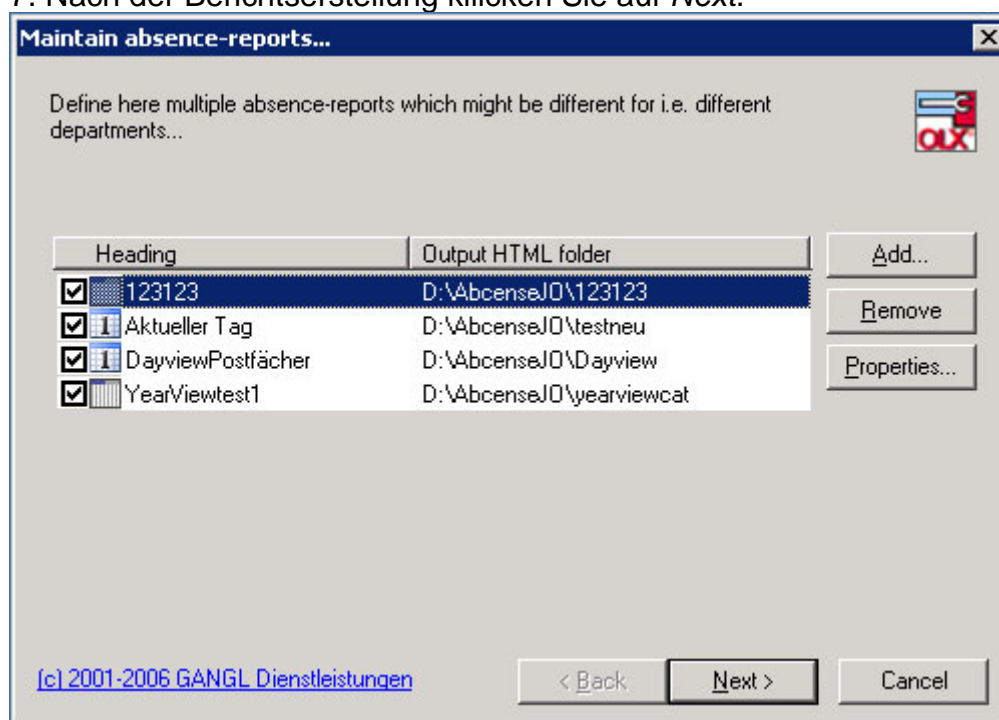 7. Nach der Berichtserstellung klicken Sie auf Next.
Maintain absence-reports...
Define here multiple absence-reports which might be different for i.e. different
departments...
OLX
Heading Output HTML folder
123123 D:\AbcenseJO\123123
1 Aktueller Tag D:\AbcenseJO\testneu
1 DayviewPostfächer D:\AbcenseJO\Dayview
YearViewtest1 D:\AbcenseJO\yearviewcat
Add...
Remove
Properties...
(c) 2001-2006 GANGL Dienstleistungen
< Back
Next >
Cancel